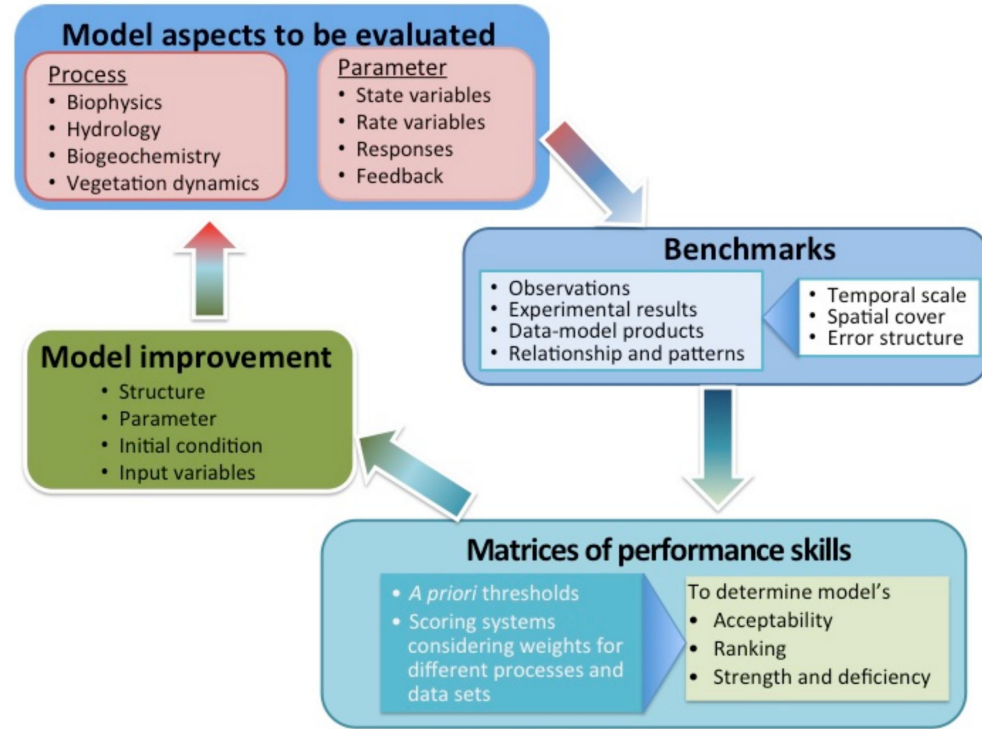 Model aspects to be evaluated
Process
• Biophysics
• Hydrology
• Biogeochemistry
• Vegetation dynamics
Parameter
• State variables
• Rate variables
• Responses
• Feedback
Benchmarks
• Observations
• Experimental results
• Data-model products
• Relationship and patterns
• Temporal scale
• Spatial cover
• Error structure
Matrices of performance skills
• A priori thresholds
• Scoring systems
considering weights for
different processes and
data sets
To determine model's
• Acceptability
• Ranking
• Strength and deficiency
Model improvement
• Structure
• Parameter
• Initial condition
• Input variables